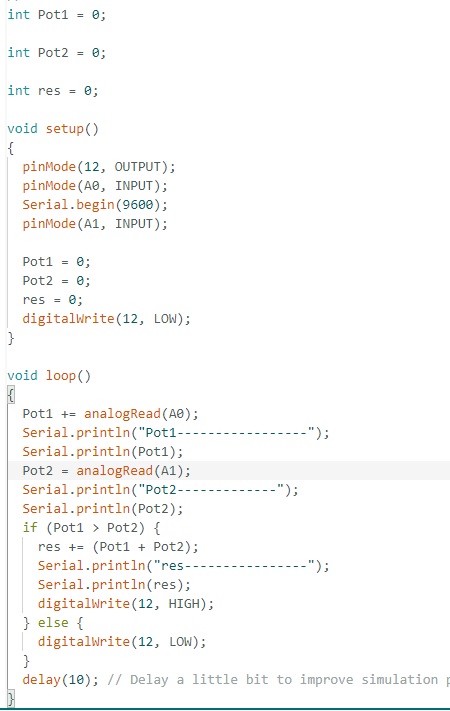 int Pot1 = 0;
int Pot2 = 0;
int res = 0;
void setup()
{
  pinMode(12, OUTPUT);
  pinMode(A0, INPUT);
  Serial.begin(9600);
  pinMode(A1, INPUT);
  Pot1 = 0;
  Pot2 = 0;
  res = 0;
  digitalWrite(12, LOW);
}
void loop()
{
  Pot1 += analogRead(A0);
  Serial.println("Pot1-----------------");
  Serial.println(Pot1);
  Pot2 = analogRead(A1);
  Serial.println("Pot2-------------");
  Serial.println(Pot2);
  if (Pot1 > Pot2) {
    res += (Pot1 + Pot2);
    Serial.println("res----------------");
    Serial.println(res);
    digitalWrite(12, HIGH);
  } else {
    digitalWrite(12, LOW);
  }
  delay(10); // Delay a little bit to improve simulation
}